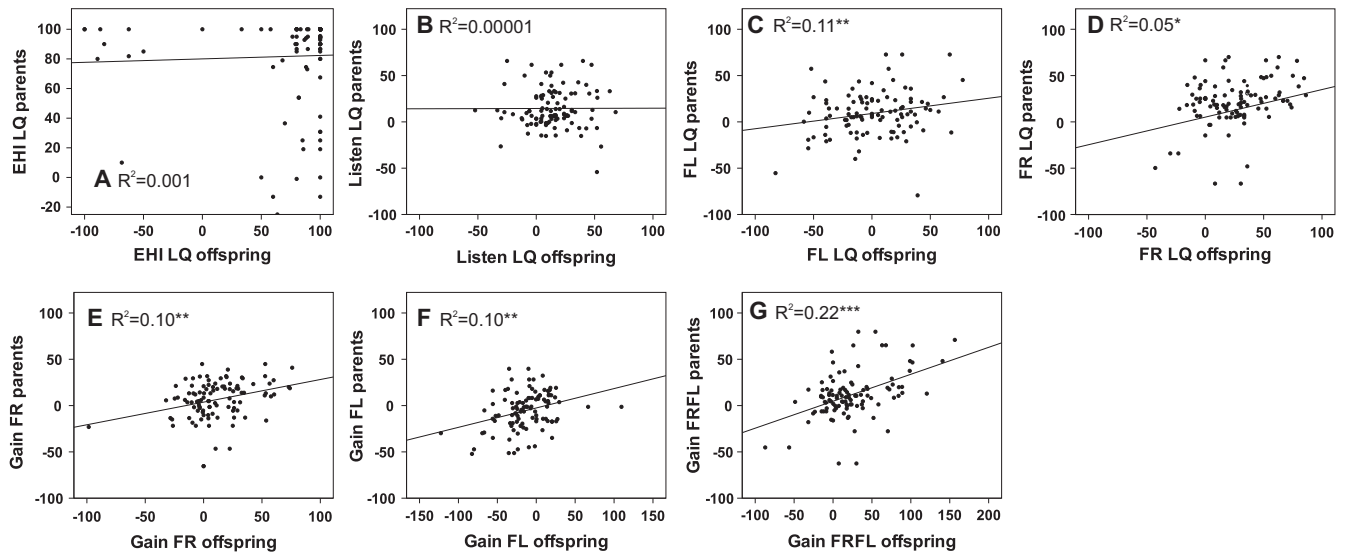 A R²=0.001
EHI LQ parents
100
80
60
40
20
0
-20
-100 -50 0 50 100
EHI LQ offspring
B R²=0.00001
Listen LQ parents
100
50
0
-50
-100
-100 -50 0 50 100
Listen LQ offspring
C R²=0.11**
FL LQ parents
100
50
0
-50
-100
-100 -50 0 50 100
FL LQ offspring
D R²=0.05*
FR LQ parents
100
50
0
-50
-100
-100 -50 0 50 100
FR LQ offspring
E R²=0.10**
Gain FR parents
100
50
0
-50
-100
-100 -50 0 50 100
Gain FR offspring
F R²=0.10**
Gain FL parents
100
50
0
-50
-100
-150 -100 -50 0 50 100 150
Gain FL offspring
G R²=0.22***
Gain FRFL parents
100
50
0
-50
-100
-100 -50 0 50 100 150 200
Gain FRFL offspring